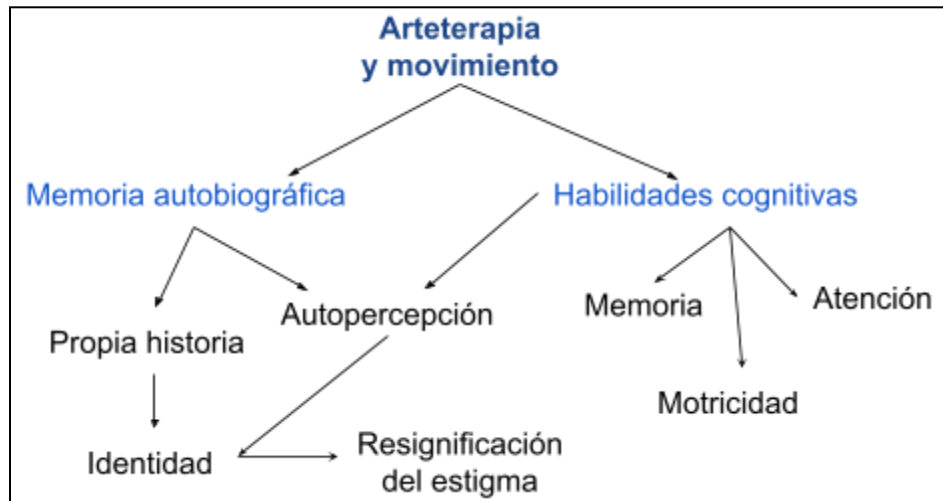 Arteterapia
y movimiento
Memoria autobiográfica
Habilidades cognitivas
Autopercepción
Memoria
Atención
Propia historia
Motricidad
Identidad
Resignificación
del estigma